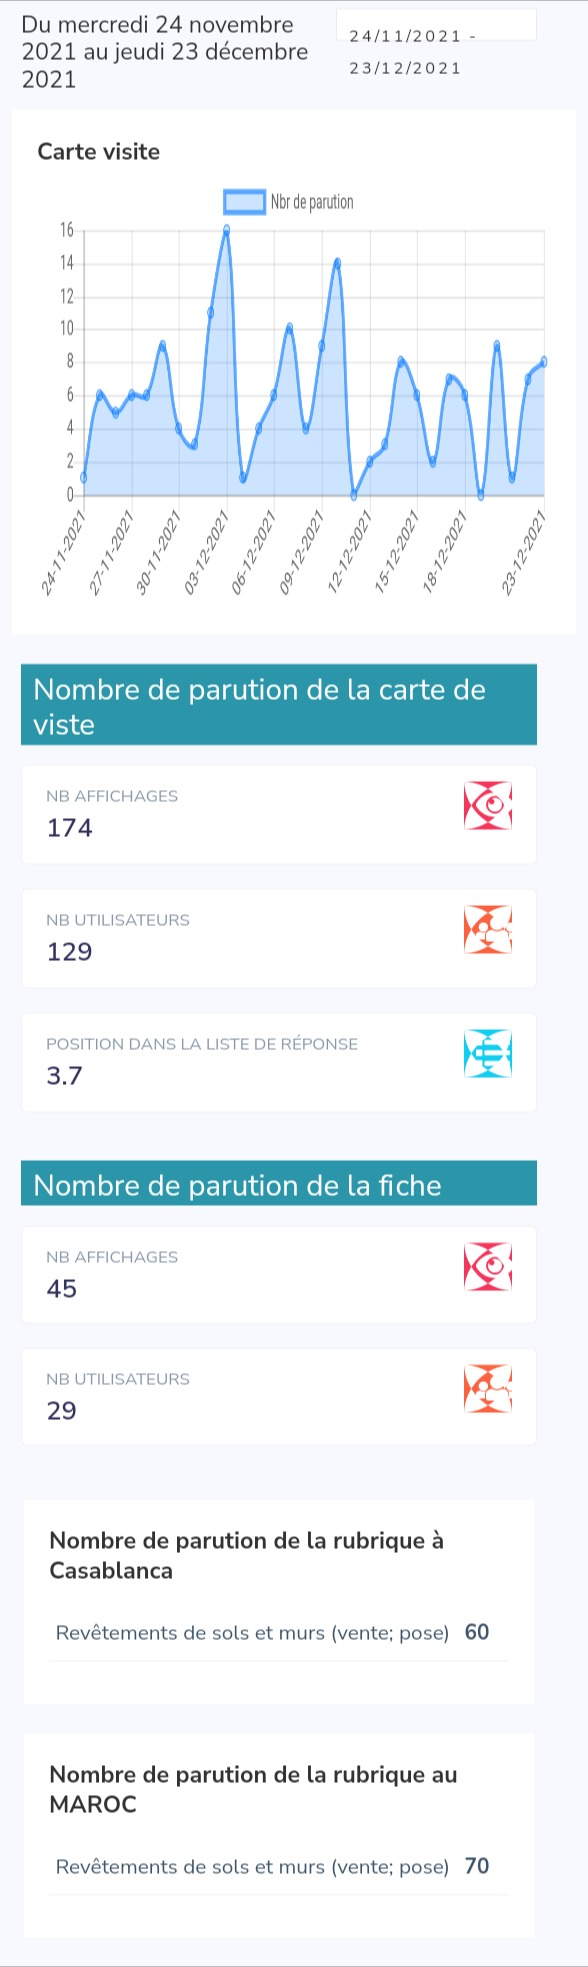 Du mercredi 24 novembre
2021 au jeudi 23 décembre
2021
24/11/2021 -
23/12/2021
Carte visite
Nbr de parution
16
14
12
10
8
6
4
2
0
24-11-2021
27-11-2021
30-11-2021
03-12-2021
06-12-2021
09-12-2021
12-12-2021
15-12-2021
18-12-2021
23-12-2021
Nombre de parution de la carte de
viste
NB AFFICHAGES
174
NB UTILISATEURS
129
POSITION DANS LA LISTE DE RÉPONSE
3.7
Nombre de parution de la fiche
NB AFFICHAGES
45
NB UTILISATEURS
29
Nombre de parution de la rubrique à
Casablanca
Revêtements de sols et murs (vente; pose) 60
Nombre de parution de la rubrique au
MAROC
Revêtements de sols et murs (vente; pose) 70